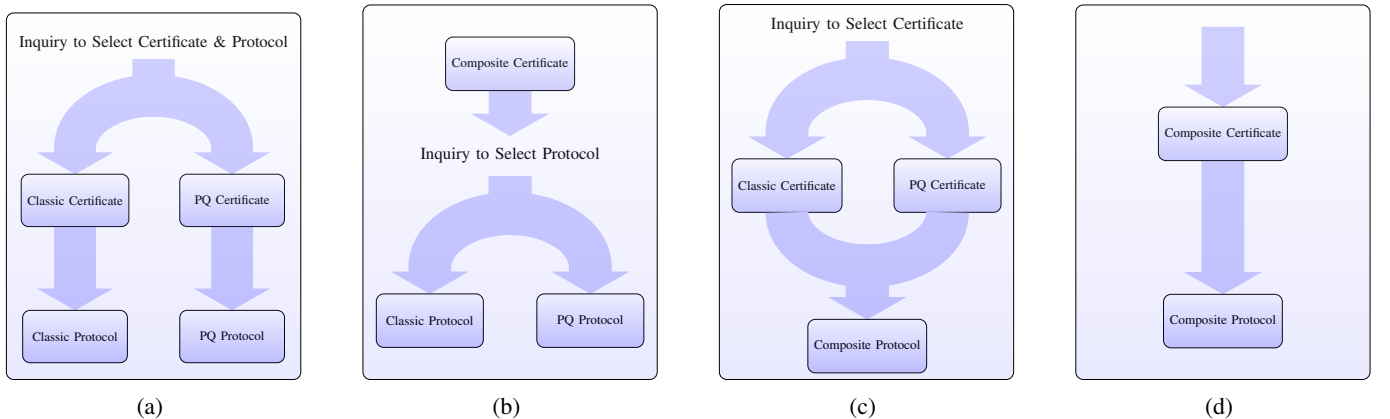 Inquiry to Select Certificate & Protocol
Classic Certificate
PQ Certificate
Classic Protocol
PQ Protocol
(a)
Composite Certificate
Inquiry to Select Protocol
Classic Protocol
PQ Protocol
(b)
Inquiry to Select Certificate
Classic Certificate
PQ Certificate
Composite Protocol
(c)
Composite Certificate
Composite Protocol
(d)